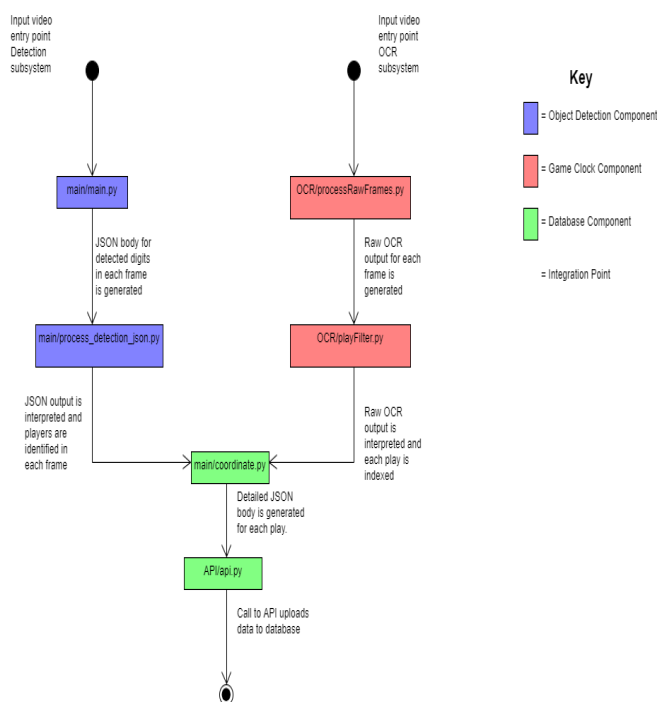 Input video
entry point
Detection
subsystem
Input video
entry point
OCR
subsystem
Key
= Object Detection Component
= Game Clock Component
= Database Component
= Integration Point
main/main.py
OCR/processRawFrames.py
JSON body for
detected digits
in each frame
is generated
Raw OCR
output for each
frame is
generated
main/process_detection_json.py
OCR/playFilter.py
JSON output is
interpreted and
players are
identified in
each frame
Raw OCR
output is
interpreted and
each play is
indexed
main/coordinate.py
Detailed JSON
body is generated
for each play.
API/api.py
Call to API uploads
data to database